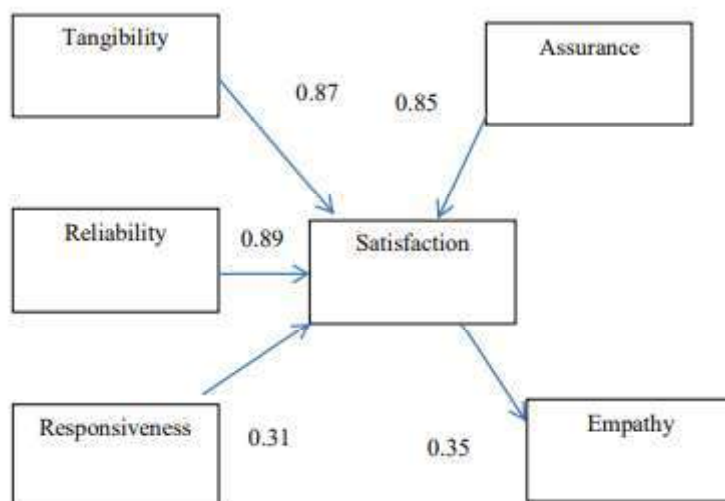 Tangibility
Assurance
0.87
0.85
Reliability
0.89
Satisfaction
Responsiveness
0.31
0.35
Empathy